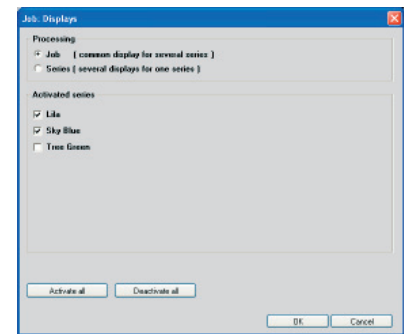 Job: Displays
Processing
Job ( common display for several series )
Series ( several displays for one series )
Activated series
Lila
Sky Blue
Tree Green
Activate all Deactivate all
OK Cancel